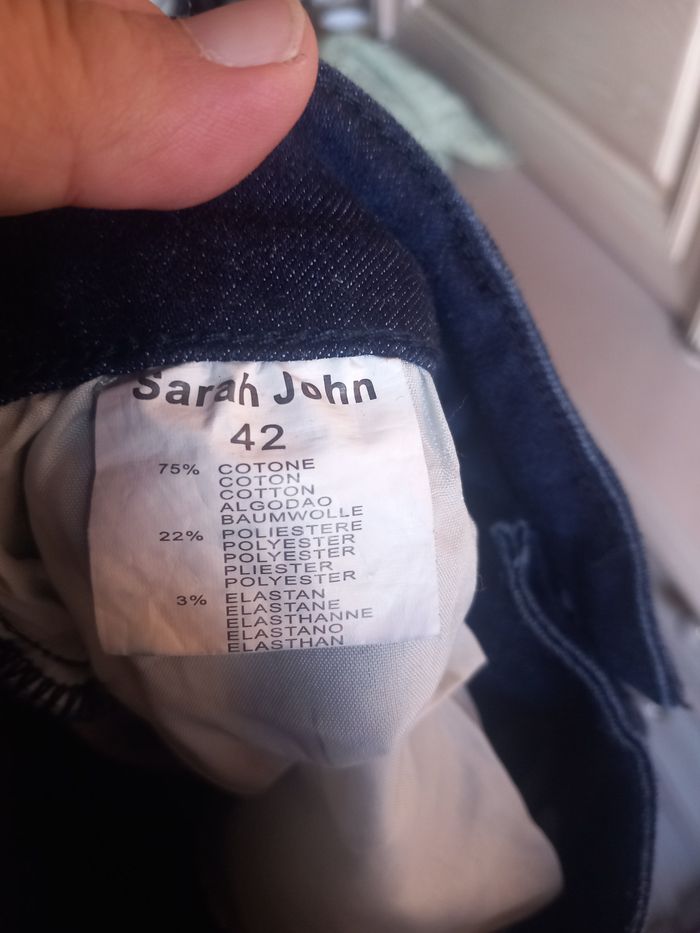 Sarah John
42
75% COTONE
COTON
COTTON
ALGODAO
BAUMWOLLE
22% POLIESTERE
POLYESTER
POLYESTER
PLIESTER
POLYESTER
3% ELASTAN
ELASTANE
ELASTHANNE
ELASTANO
ELASTHAN